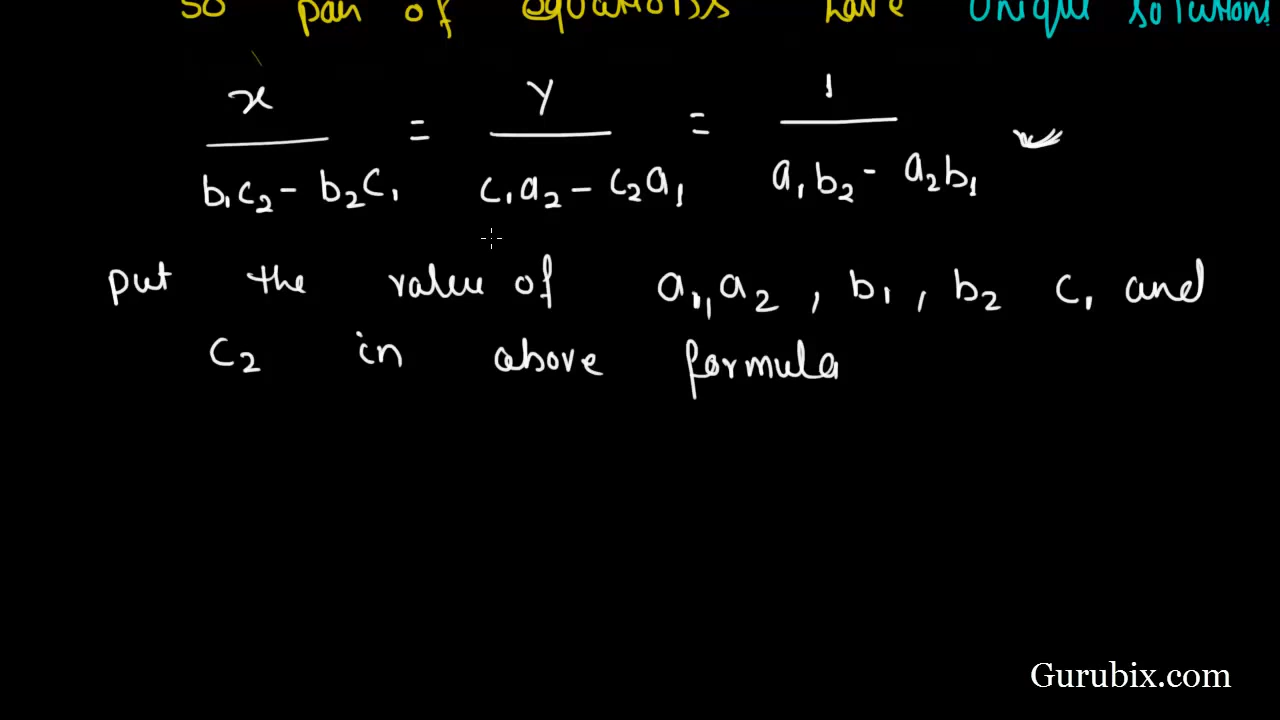 so pair of equations have unique solutions
x / b₁c₂ - b₂c₁ = y / c₁a₂ - c₂a₁ = 1 / a₁b₂ - a₂b₁
put the value of a₁, a₂, b₁, b₂ c₁ and
c₂ in above formula
Gurubix.com